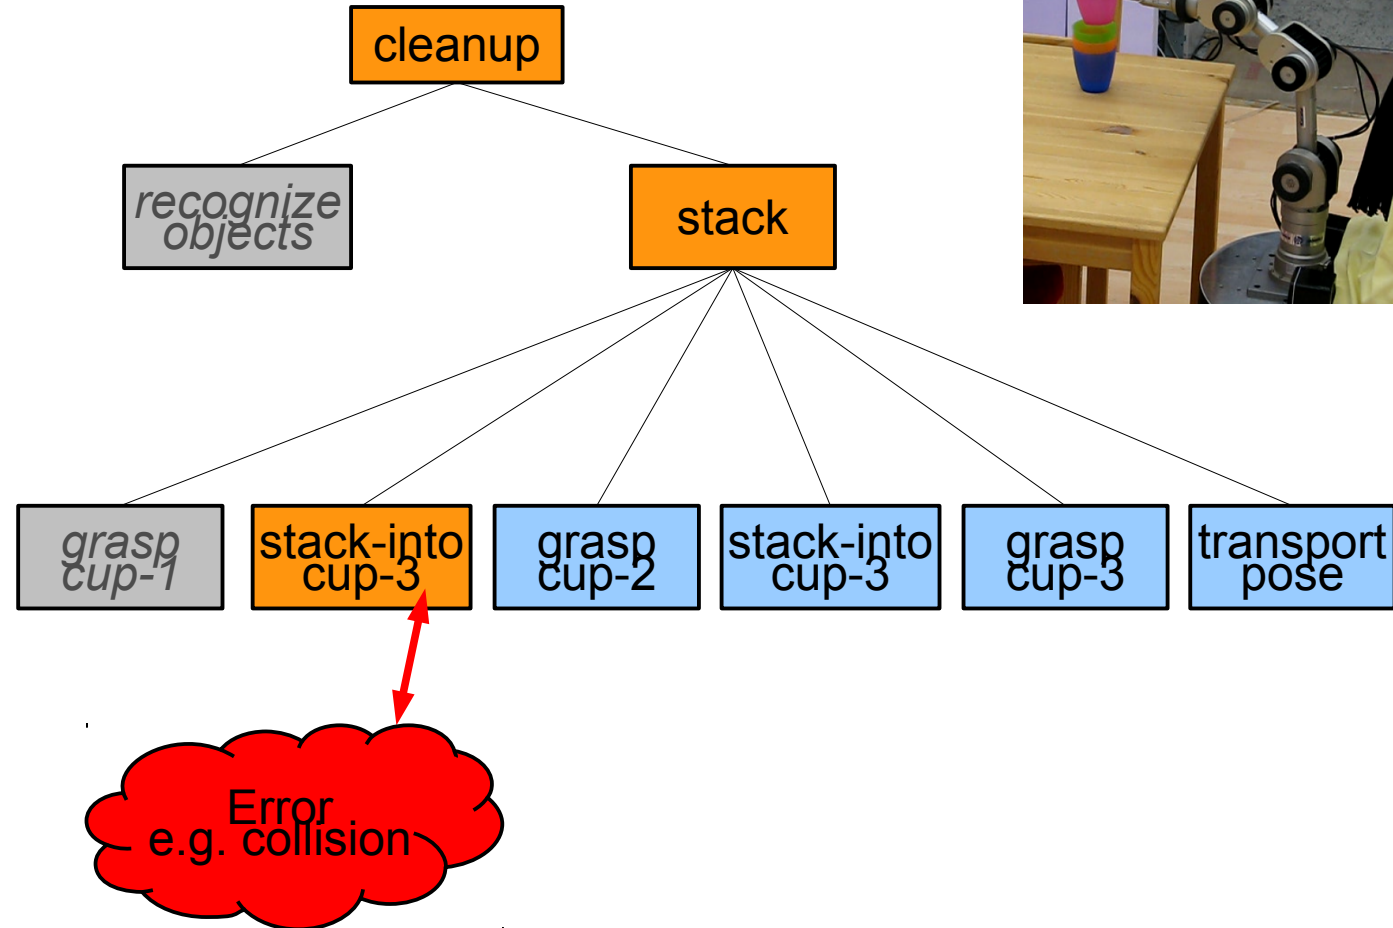 cleanup
recognize
objects
stack
grasp
cup-1
stack-into
cup-3
grasp
cup-2
stack-into
cup-3
grasp
cup-3
transport
pose
Error
e.g. collision